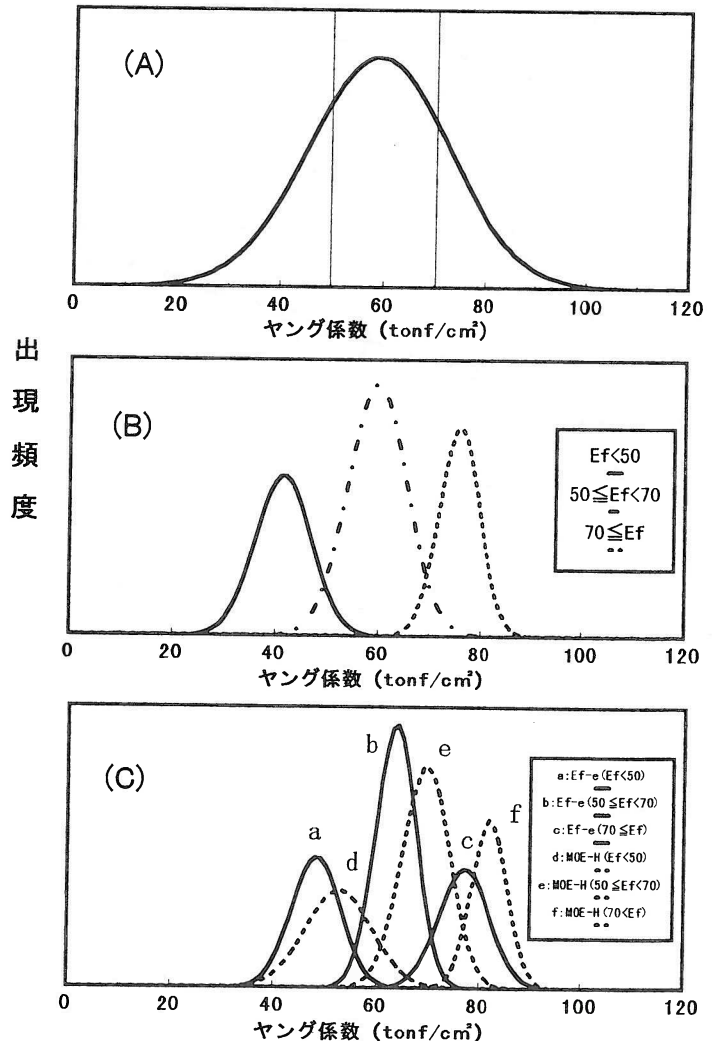 (A)
0 20 40 60 80 100 120
ヤング係数 (tonf/c㎡)
出現頻度
(B)
Ef<50
50≦Ef<70
70≦Ef
0 20 40 60 80 100 120
ヤング係数 (tonf/c㎡)
(C)
a
b
c
d
e
f
a:Ef-e(Ef<50)
b:Ef-e(50≦Ef<70)
c:Ef-e(70≦Ef)
d:MOE-H(Ef<50)
e:MOE-H(50≦Ef<70)
f:MOE-H(70<Ef)
0 20 40 60 80 100 120
ヤング係数 (tonf/c㎡)